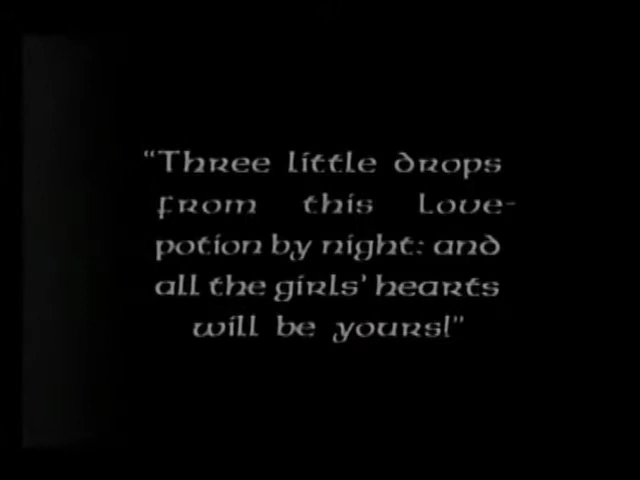 “Three little drops
from this Love-
potion by night: and
all the girls’ hearts
will be yours!”